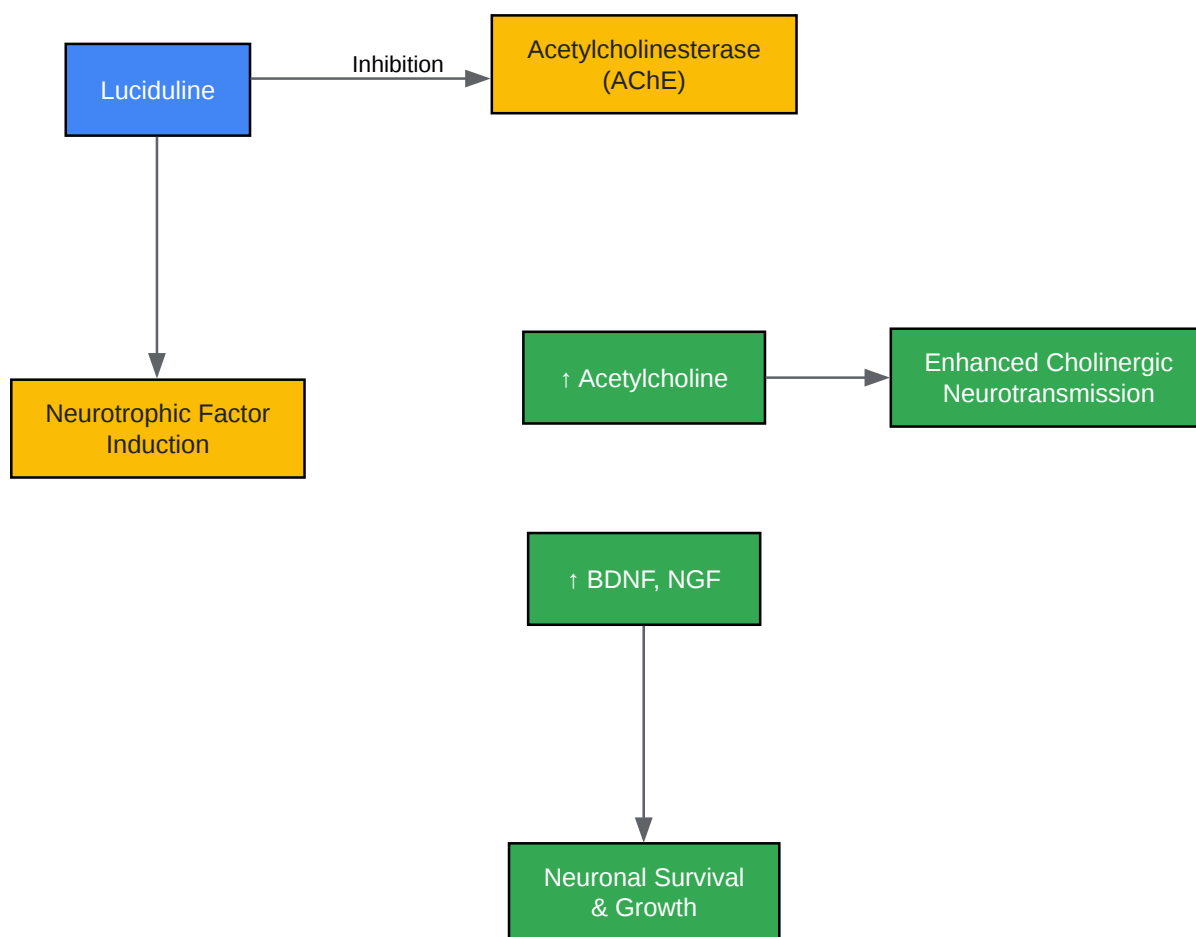 Luciduline
Inhibition
Acetylcholinesterase
(AChE)
Neurotrophic Factor
Induction
↑ Acetylcholine
Enhanced Cholinergic
Neurotransmission
↑ BDNF, NGF
Neuronal Survival
& Growth